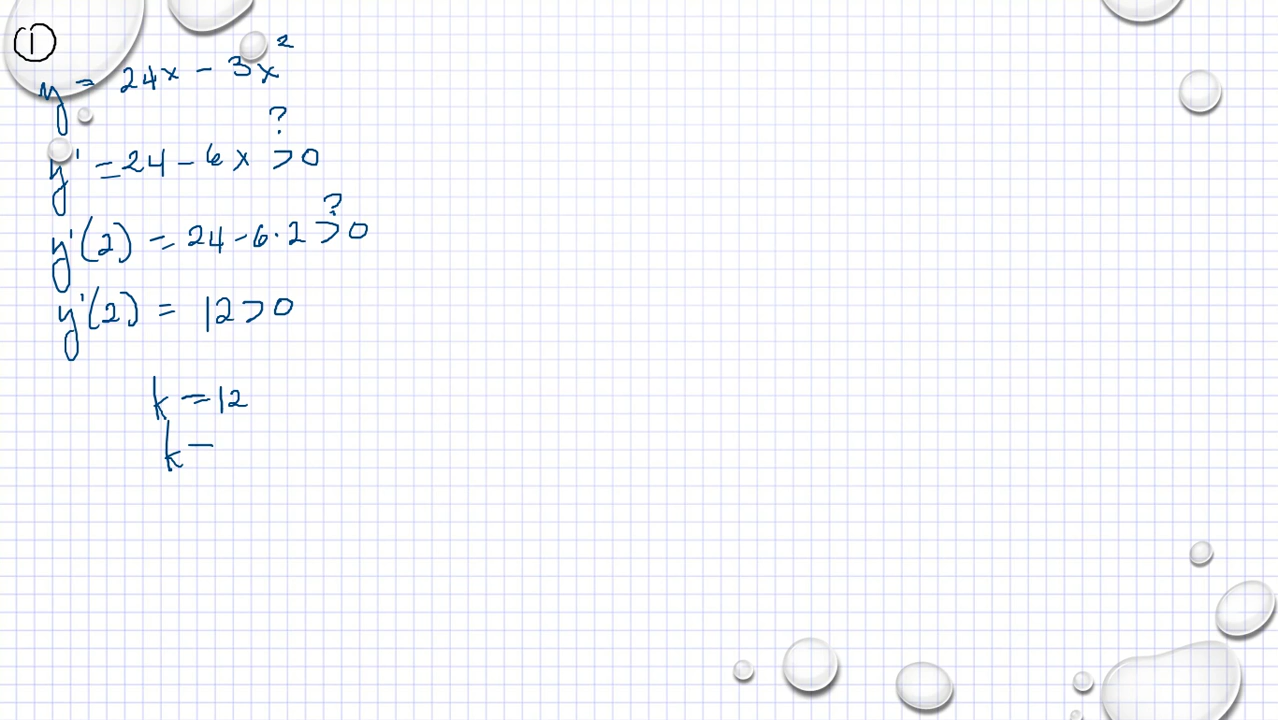 ①
y = 24x - 3x²
?
y' = 24 - 6x > 0
?
y'(2) = 24 - 6·2 > 0
y'(2) = 12 > 0
k = 12
k =